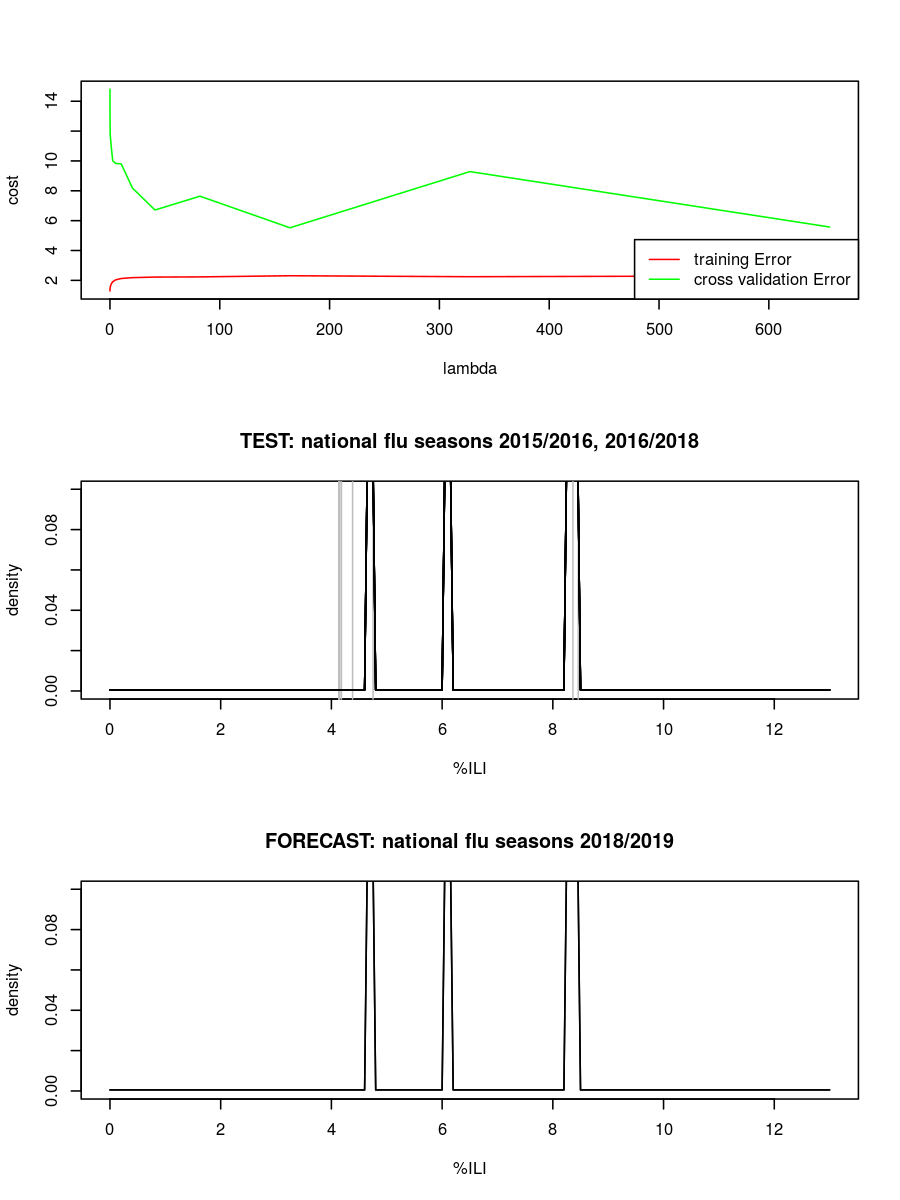 cost
14
10
8
6
4
2
training Error
cross validation Error
0 100 200 300 400 500 600
lambda
TEST: national flu seasons 2015/2016, 2016/2018
density
0.08
0.04
0.00
0 2 4 6 8 10 12
%ILI
FORECAST: national flu seasons 2018/2019
density
0.08
0.04
0.00
0 2 4 6 8 10 12
%ILI